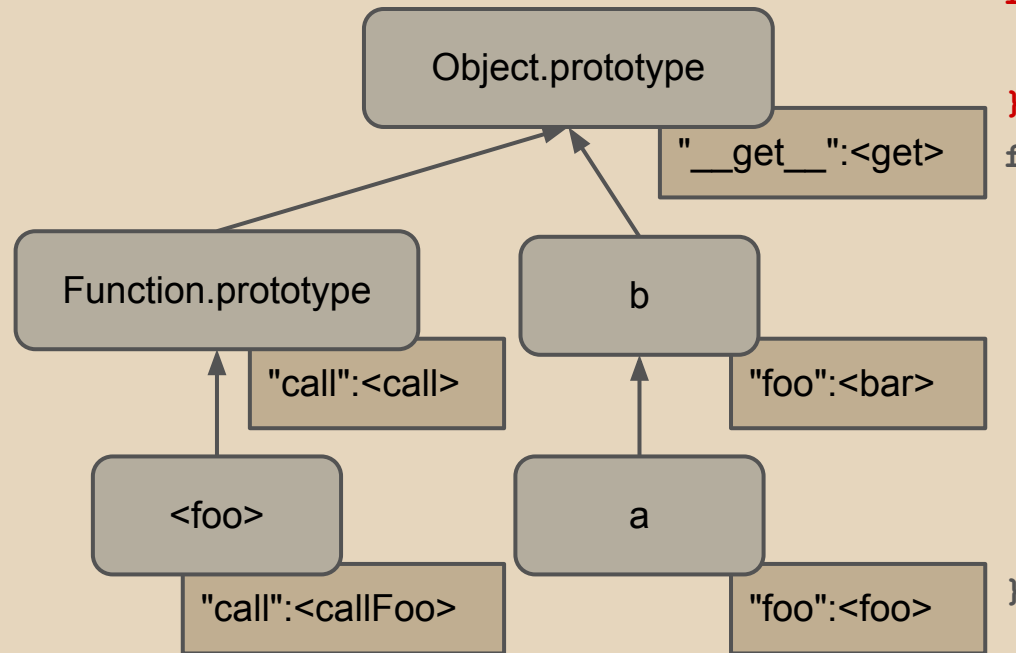 Object.prototype
}
"__get__":<get>
f
Function.prototype
b
"call":<call>
"foo":<bar>
<foo>
a
"call":<callFoo>
"foo":<foo>
}